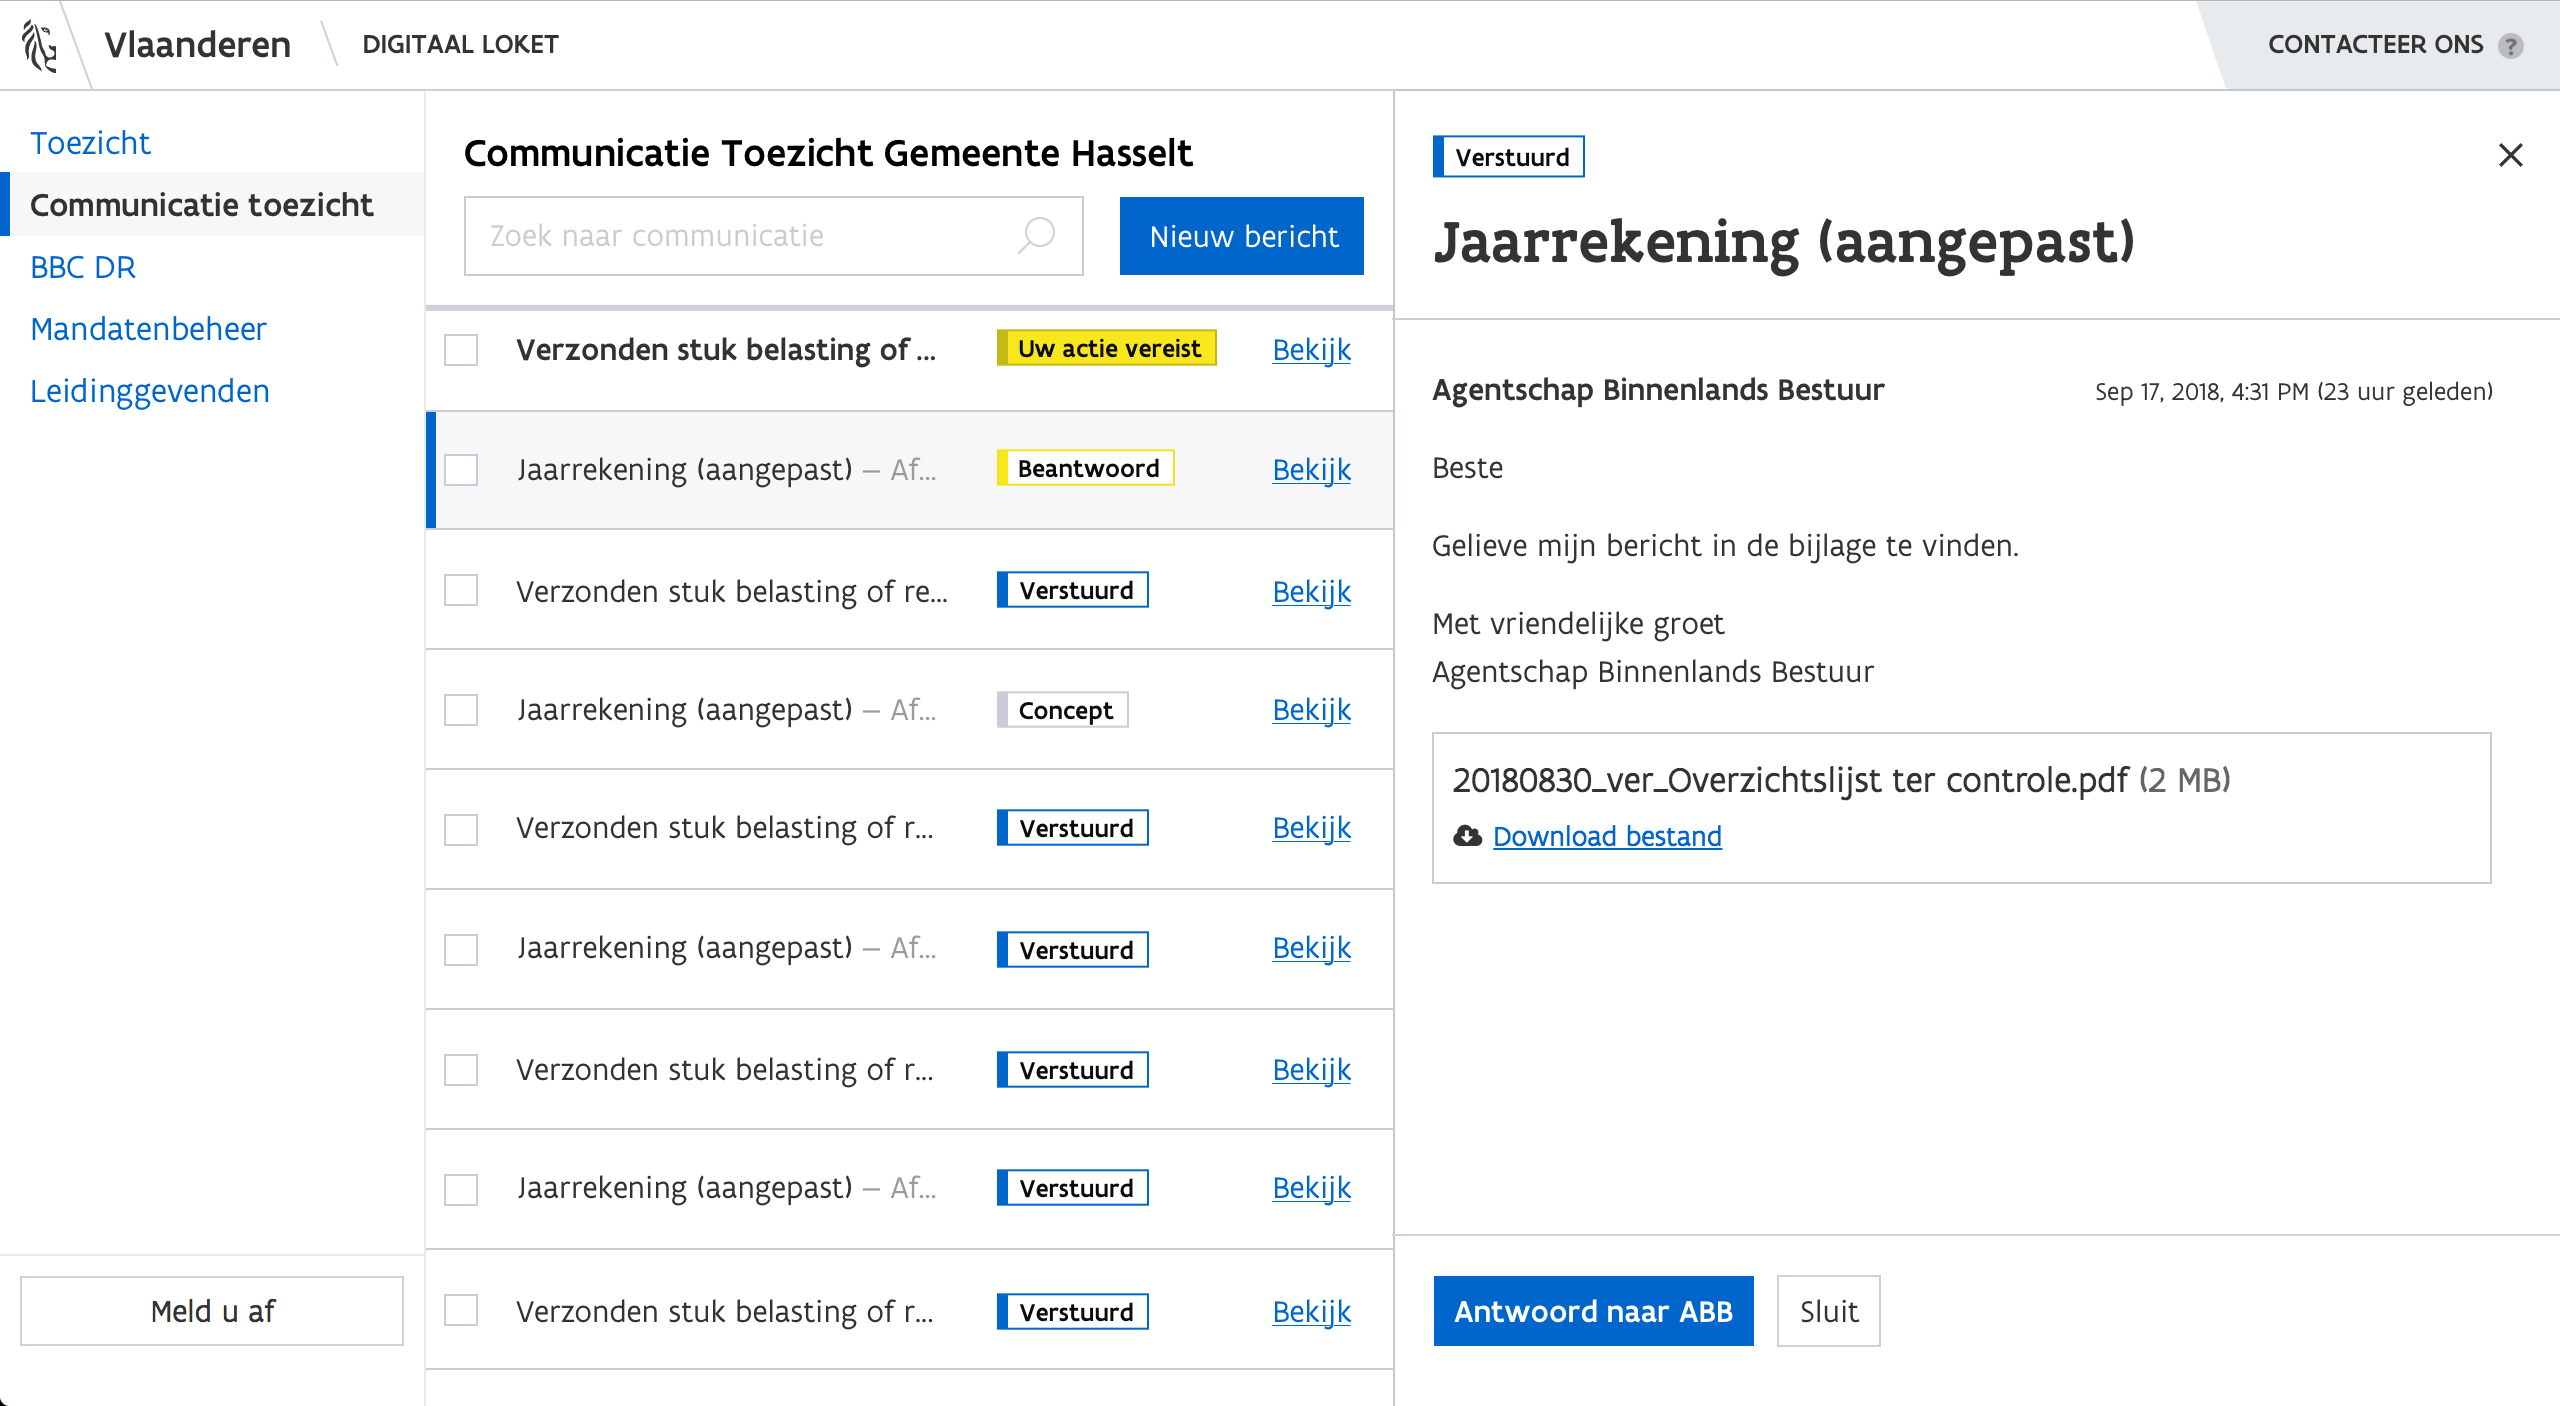 Vlaanderen
DIGITAAL LOKET
CONTACTEER ONS ?
Toezicht
Communicatie toezicht
BBC DR
Mandatenbeheer
Leidinggevenden
Meld u af
Communicatie Toezicht Gemeente Hasselt
Zoek naar communicatie
Nieuw bericht
Verzonden stuk belasting of ... Uw actie vereist Bekijk
Jaarrekening (aangepast) – Af... Beantwoord Bekijk
Verzonden stuk belasting of re... Verstuurd Bekijk
Jaarrekening (aangepast) – Af... Concept Bekijk
Verzonden stuk belasting of r... Verstuurd Bekijk
Jaarrekening (aangepast) – Af... Verstuurd Bekijk
Verzonden stuk belasting of r... Verstuurd Bekijk
Jaarrekening (aangepast) – Af... Verstuurd Bekijk
Verzonden stuk belasting of r... Verstuurd Bekijk
Verstuurd
Jaarrekening (aangepast)
Agentschap Binnenlands Bestuur Sep 17, 2018, 4:31 PM (23 uur geleden)
Beste
Gelieve mijn bericht in de bijlage te vinden.
Met vriendelijke groet
Agentschap Binnenlands Bestuur
20180830_ver_Overzichtslijst ter controle.pdf (2 MB)
Download bestand
Antwoord naar ABB
Sluit